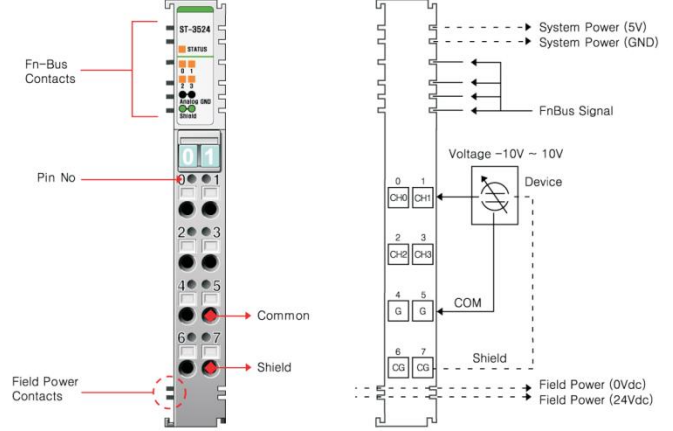 ST-3524
STATUS
0 1
2 3
Analog GND
Shield
Fn-Bus
Contacts
01
Pin No
0 1
2 3
4 5
Common
6 7
Shield
Field Power
Contacts
System Power (5V)
System Power (GND)
FnBus Signal
Voltage -10V ~ 10V
Device
0 1
CH0 CH1
2 3
CH2 CH3
4 5
G G
COM
6 7
CG CG
Shield
Field Power (0Vdc)
Field Power (24Vdc)